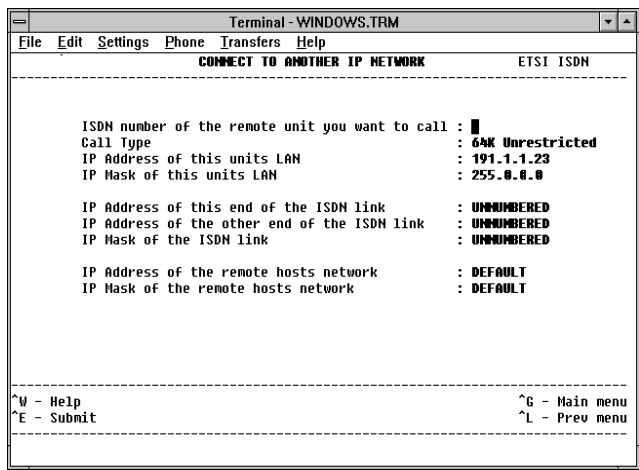 Terminal - WINDOWS.TRM
File Edit Settings Phone Transfers Help
CONNECT TO ANOTHER IP NETWORK ETSI ISDN
ISDN number of the remote unit you want to call :
Call Type : 64K Unrestricted
IP Address of this units LAN : 191.1.1.23
IP Mask of this units LAN : 255.0.0.0
IP Address of this end of the ISDN link : UNNUMBERED
IP Address of the other end of the ISDN link : UNNUMBERED
IP Mask of the ISDN link : UNNUMBERED
IP Address of the remote hosts network : DEFAULT
IP Mask of the remote hosts network : DEFAULT
^W - Help ^G - Main menu
^E - Submit ^L - Prev menu